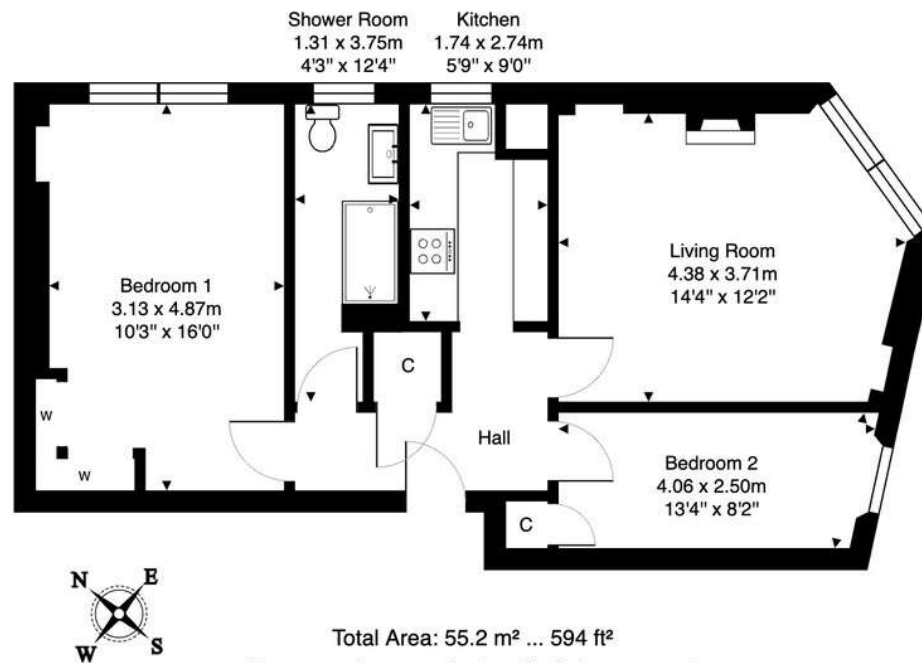 Shower Room
1.31 x 3.75m
4'3" x 12'4"
Kitchen
1.74 x 2.74m
5'9" x 9'0"
Bedroom 1
3.13 x 4.87m
10'3" x 16'0"
Living Room
4.38 x 3.71m
14'4" x 12'2"
C
Hall
Bedroom 2
4.06 x 2.50m
13'4" x 8'2"
C
w
w
N
E
W
S
Total Area: 55.2 m² ... 594 ft²